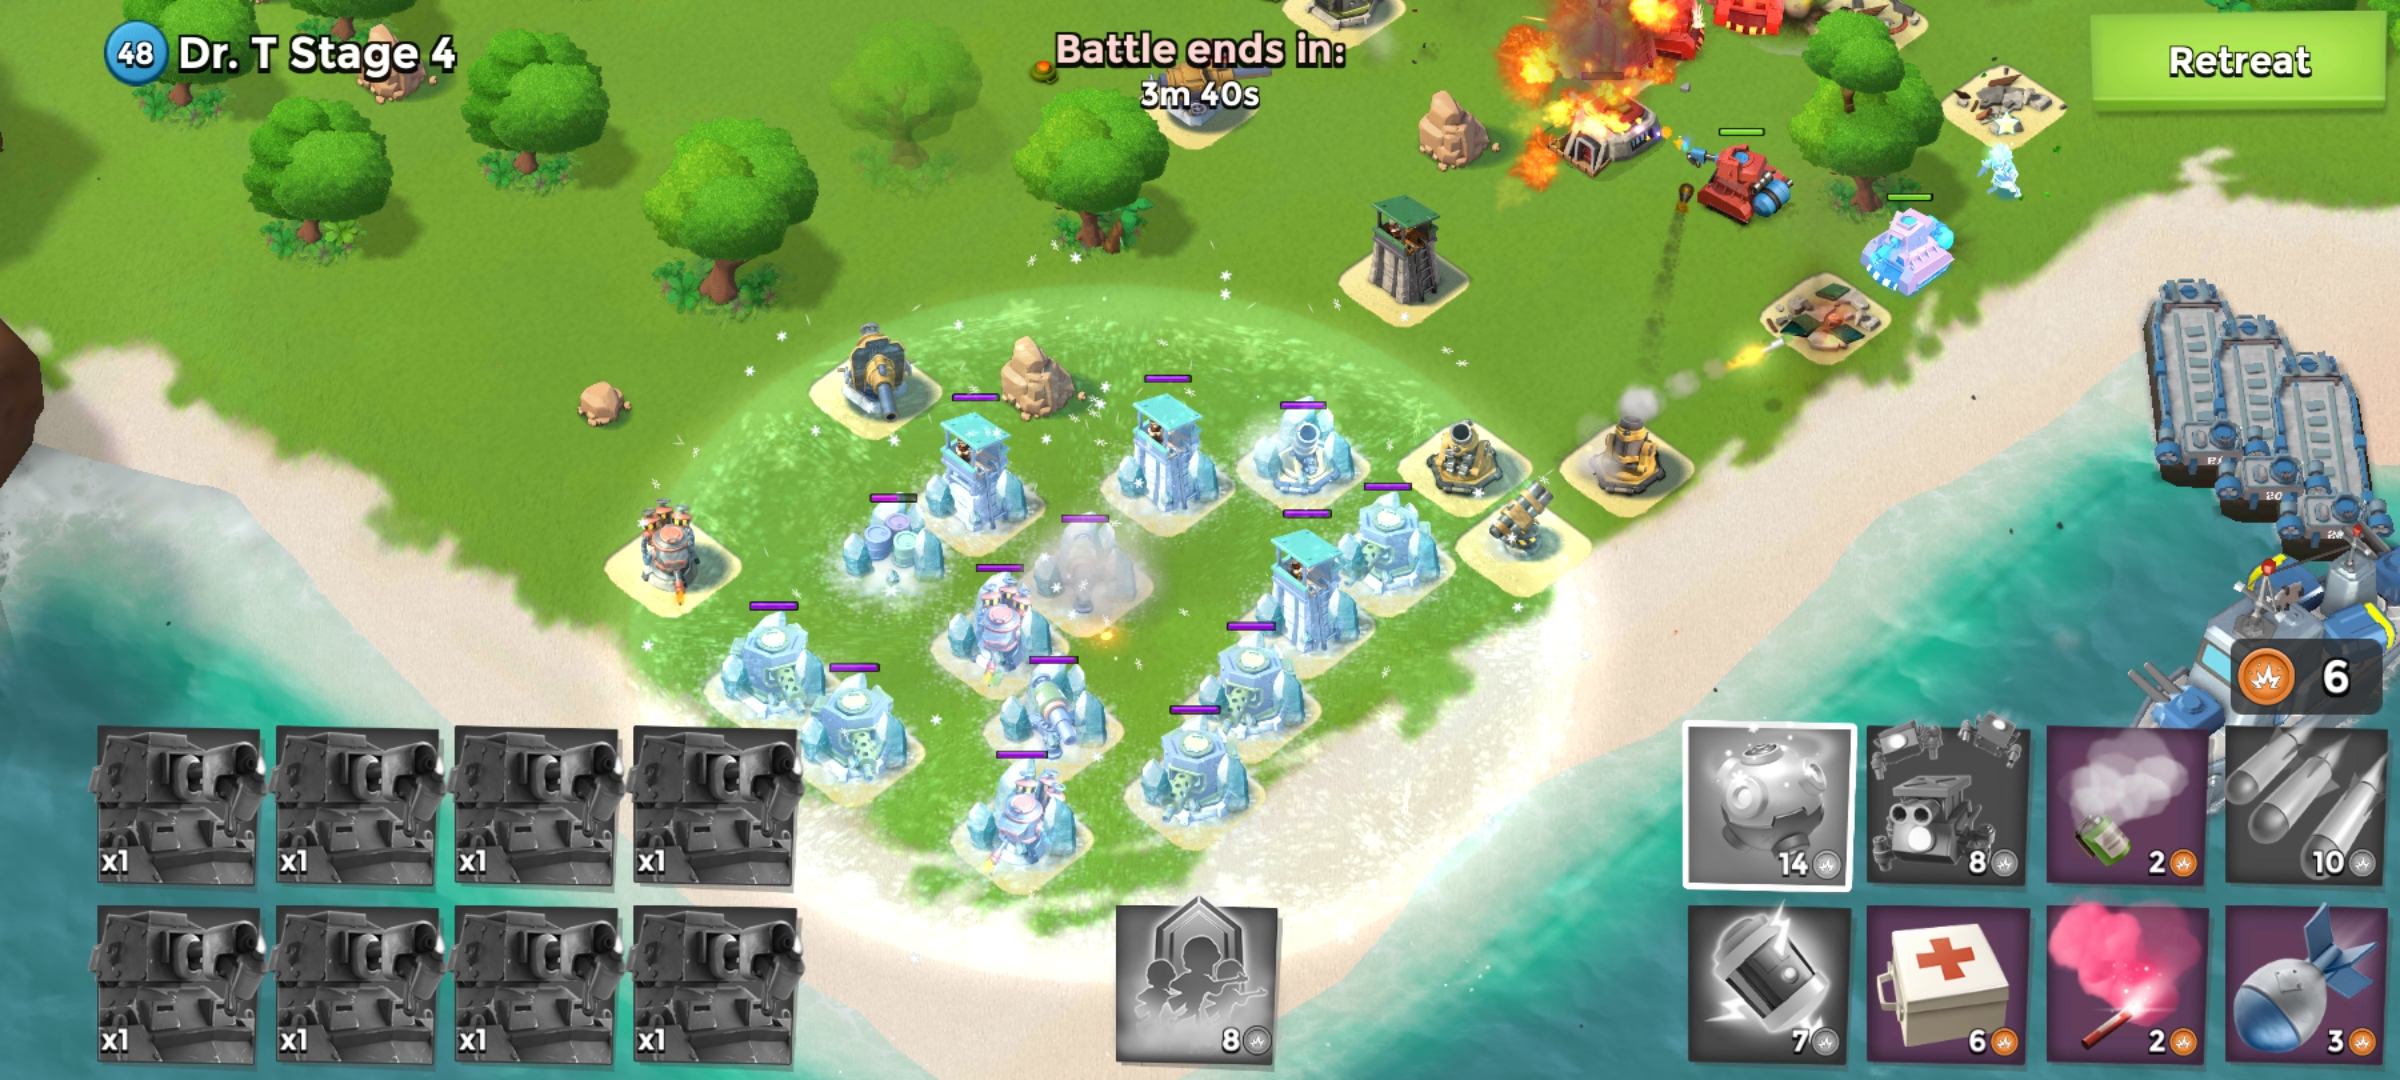 48 Dr. T Stage 4
Battle ends in:
3m 40s
Retreat
6
x1 x1 x1 x1
14 8 2 10
x1 x1 x1 x1
8
7 6 2 3